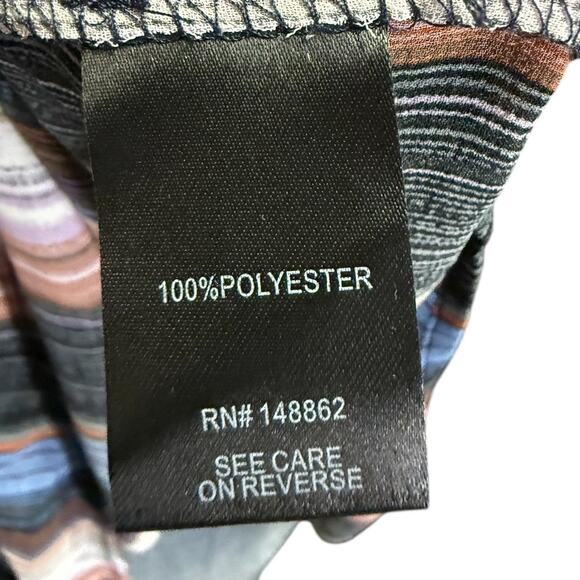 100%POLYESTER
RN# 148862
SEE CARE
ON REVERSE